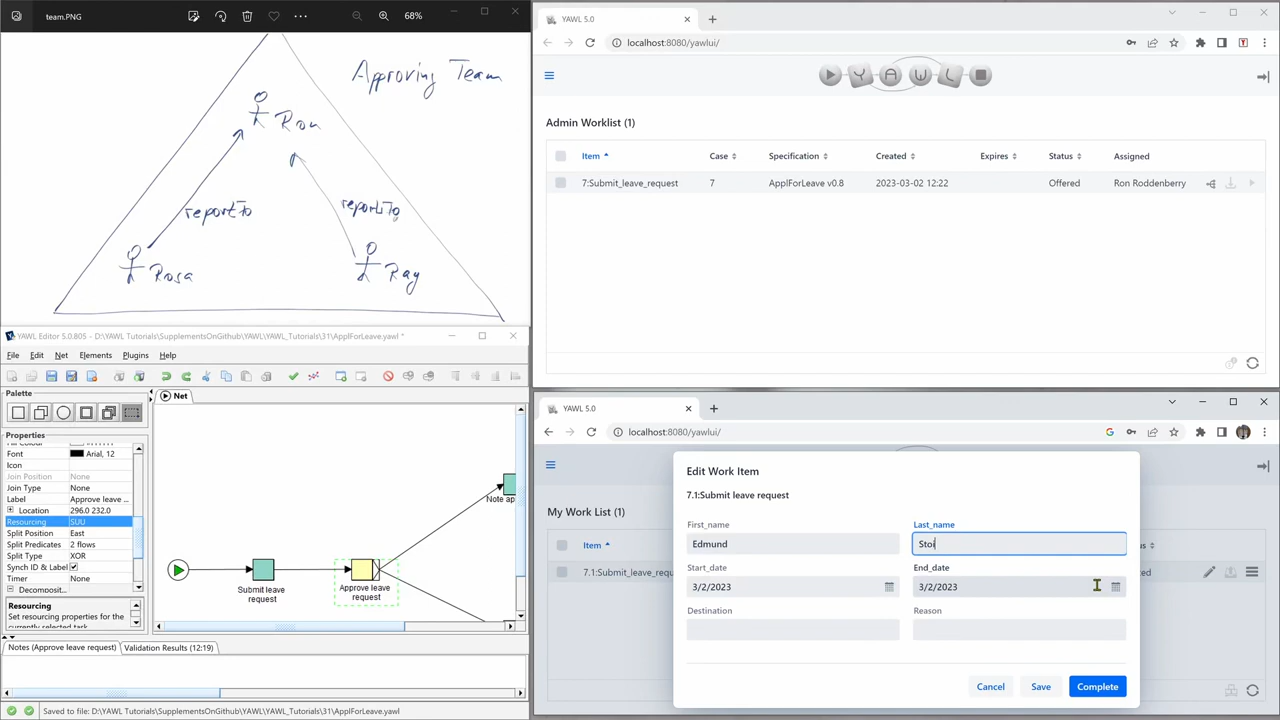 team.PNG
68%
Approving Team
Ron
reportTo
reportTo
Rosa
Ray
YAWL 5.0
localhost:8080/yawlui/
Y A W L
Admin Worklist (1)
Item Case Specification Created Expires Status Assigned
7:Submit_leave_request 7 ApplForLeave v0.8 2023-03-02 12:22 Offered Ron Roddenberry
YAWL Editor 5.0.805 - D:\YAWL Tutorials\SupplementsOnGithub\YAWL\YAWL_Tutorials\31\ApplForLeave.yawl *
File Edit Net Elements Plugins Help
Palette
Properties
Font Arial, 12
Icon
Join Position None
Join Type None
Label Approve leave ...
Location 296.0 232.0
Resourcing SUU
Split Position East
Split Predicates 2 flows
Split Type XOR
Synch ID & Label
Timer None
Decomposit...
Resourcing
Set resourcing properties for the
currently selected task
Net
Note ap
Submit leave
request
Approve leave
request
Notes (Approve leave request) Validation Results (12:19)
Saved to file: D:\YAWL Tutorials\SupplementsOnGithub\YAWL\YAWL_Tutorials\31\ApplForLeave.yawl
YAWL 5.0
localhost:8080/yawlui/
My Work List (1)
Item
7.1:Submit_leave_requ
Edit Work Item
7.1:Submit leave request
First_name Last_name
Edmund Stoi
Start_date End_date
3/2/2023 3/2/2023
Destination Reason
Cancel Save Complete